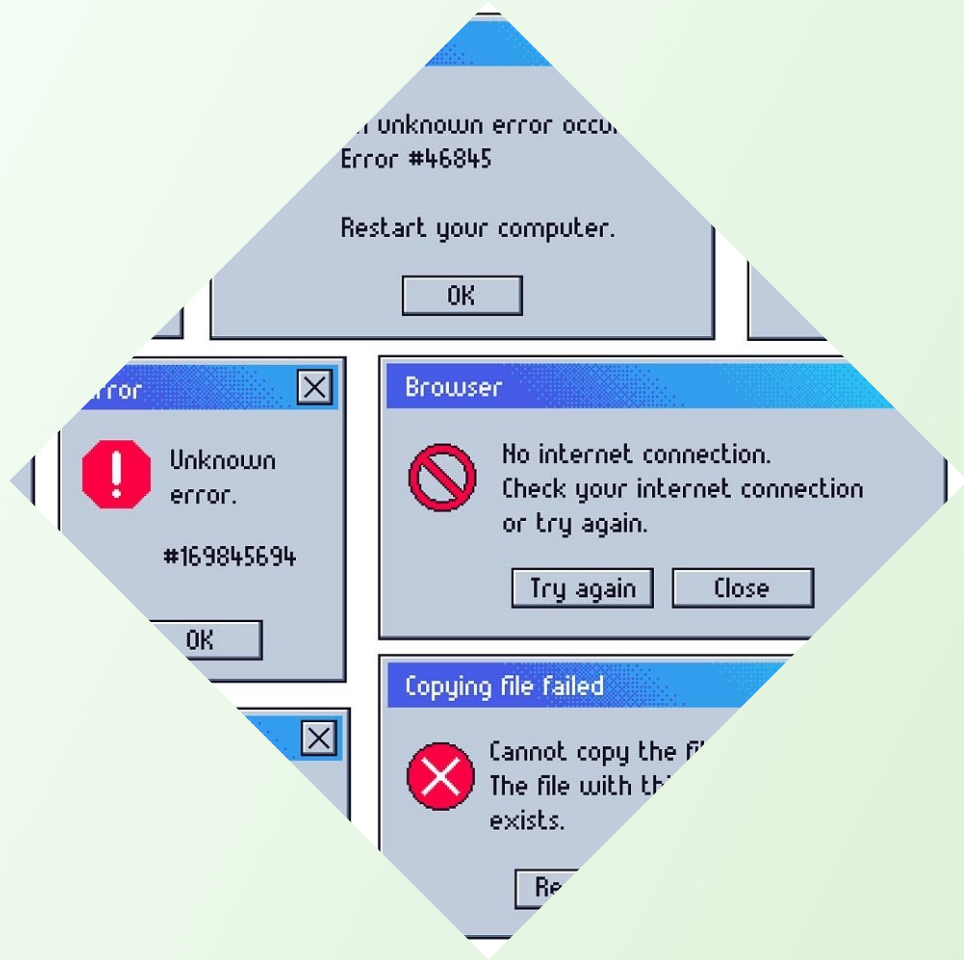 unknown error
Error #46845
Restart your computer.
OK
Browser
Unknown
error.
#169845694
OK
No internet connection.
Check your internet connection
or try again.
Try again
Close
Copying file failed
Cannot copy the
The file with
exists.